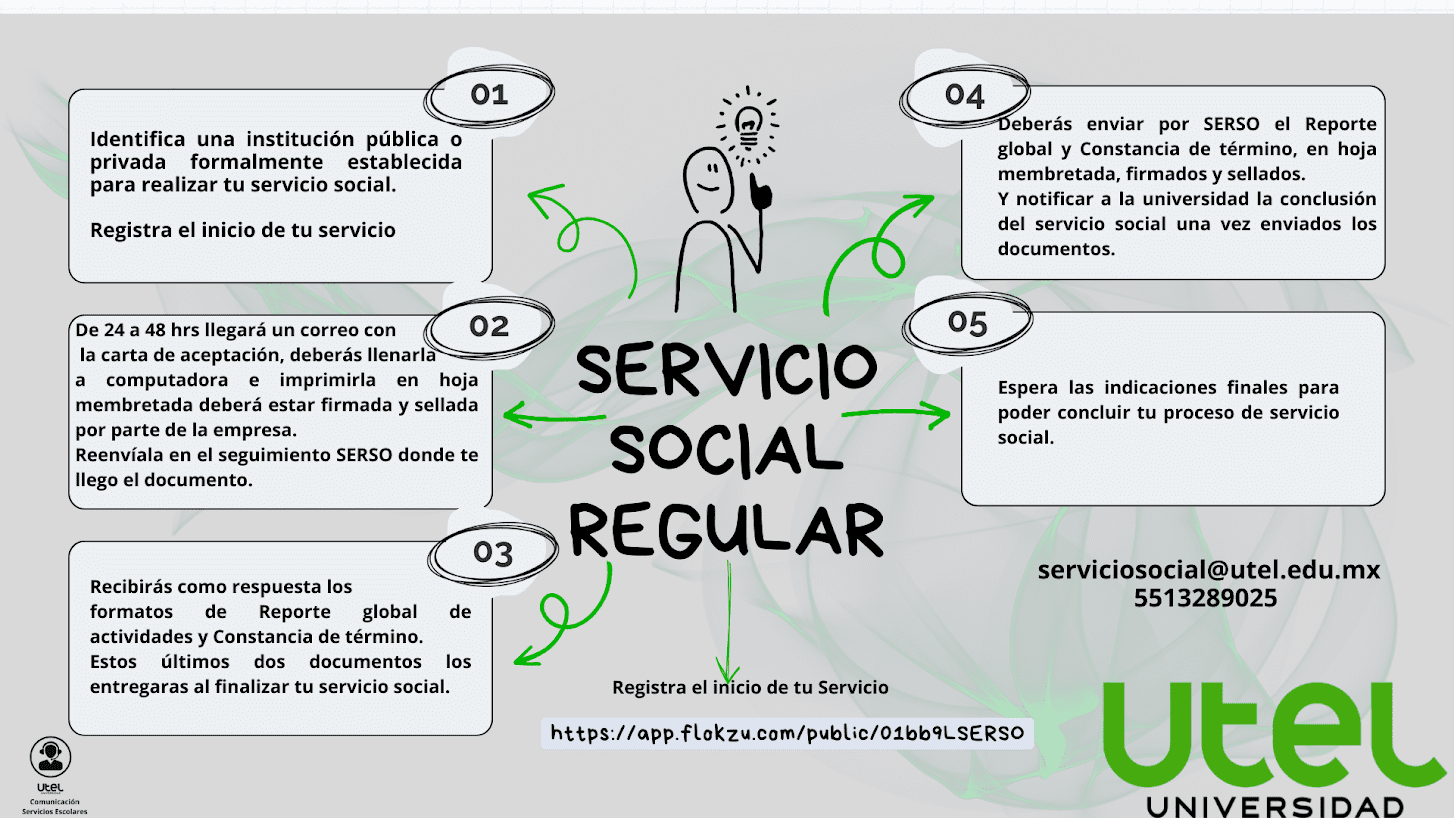 01
Identifica una institución pública o
privada formalmente establecida
para realizar tu servicio social.
Registra el inicio de tu servicio
02
De 24 a 48 hrs llegará un correo con
la carta de aceptación, deberás llenarla
a computadora e imprimirla en hoja
membretada deberá estar firmada y sellada
por parte de la empresa.
Reenvíala en el seguimiento SERSO donde te
llego el documento.
03
Recibirás como respuesta los
formatos de Reporte global de
actividades y Constancia de término.
Estos últimos dos documentos los
entregaras al finalizar tu servicio social.
SERVICIO
SOCIAL
REGULAR
Registra el inicio de tu Servicio
https://app.flokzu.com/public/01bb9LSERSO
04
Deberás enviar por SERSO el Reporte
global y Constancia de término, en hoja
membretada, firmados y sellados.
Y notificar a la universidad la conclusión
del servicio social una vez enviados los
documentos.
05
Espera las indicaciones finales para
poder concluir tu proceso de servicio
social.
serviciosocial@utel.edu.mx
5513289025
utel
UNIVERSIDAD
utel
Comunicación
Servicios Escolares